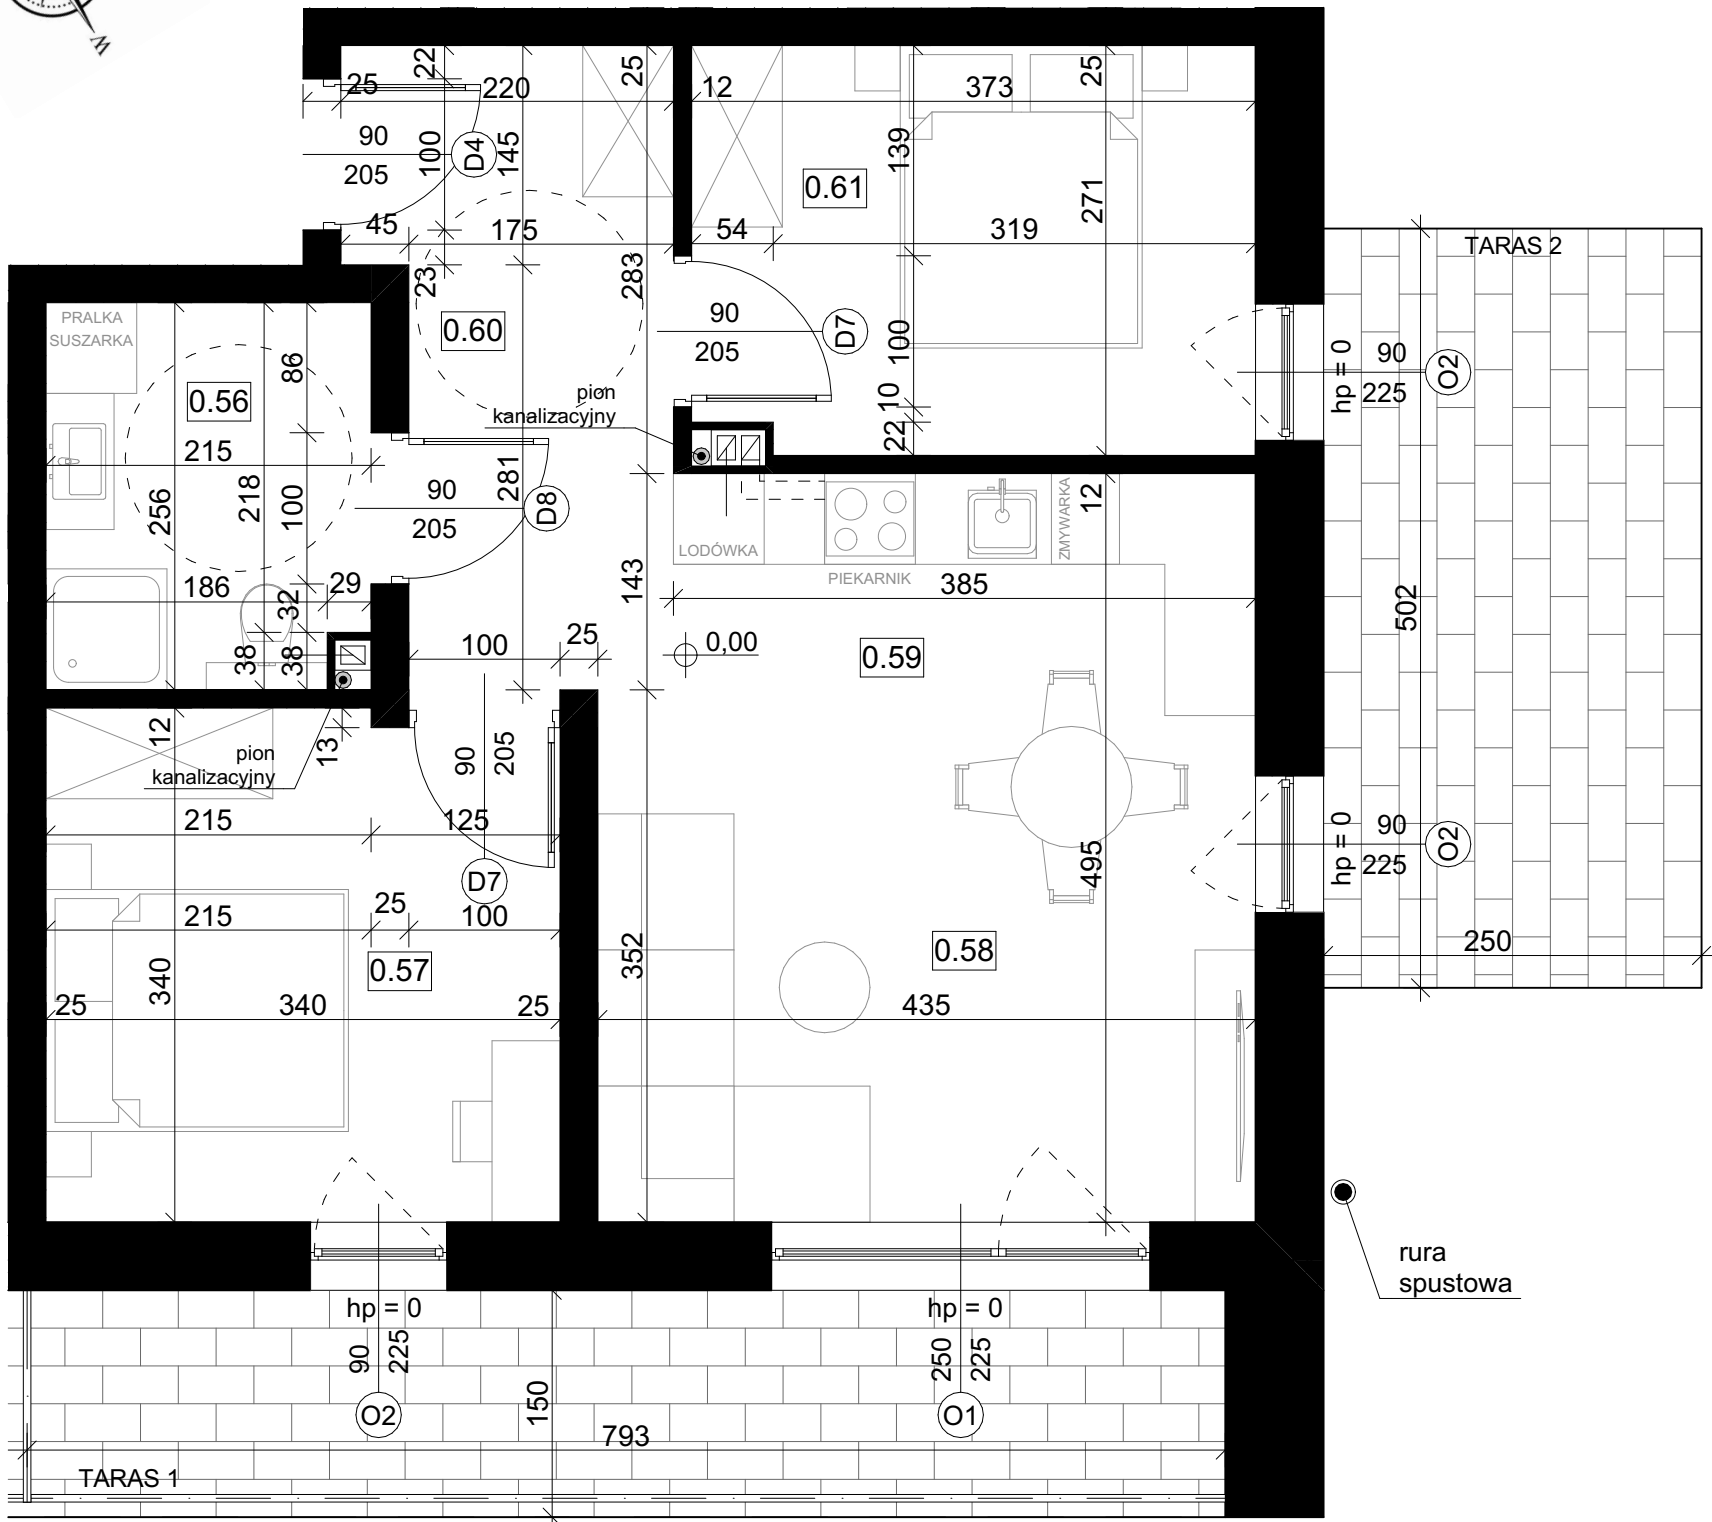 W
22
25
220
25
12
373
25
90
205
100
D4
145
139
0.61
271
45
175
54
319
TARAS 2
23
283
PRALKA
SUSZARKA
0.60
90
205
D7
100
hp = 0
90
225
O2
86
pion
kanalizacyjny
10
22
0.56
215
256
218
100
90
205
281
D8
12
LODÓWKA
PIEKARNIK
ZMYWARKA
186
29
32
143
385
502
38
38
100
25
0,00
0.59
12
13
pion
kanalizacyjny
90
205
215
125
hp = 0
90
225
O2
495
D7
215
25
100
0.57
352
0.58
250
340
25
340
25
435
rura
spustowa
hp = 0
90
225
hp = 0
250
225
O2
150
O1
793
TARAS 1